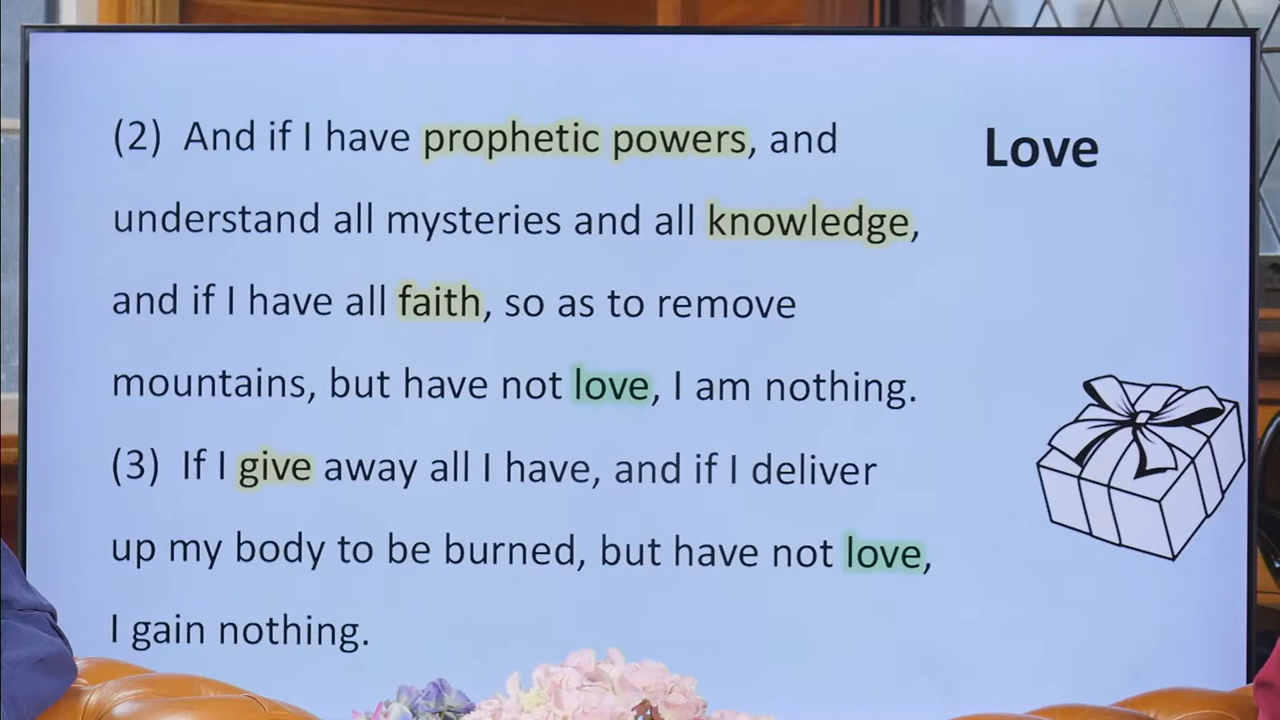 Love
(2) And if I have prophetic powers, and
understand all mysteries and all knowledge,
and if I have all faith, so as to remove
mountains, but have not love, I am nothing.
(3) If I give away all I have, and if I deliver
up my body to be burned, but have not love,
I gain nothing.